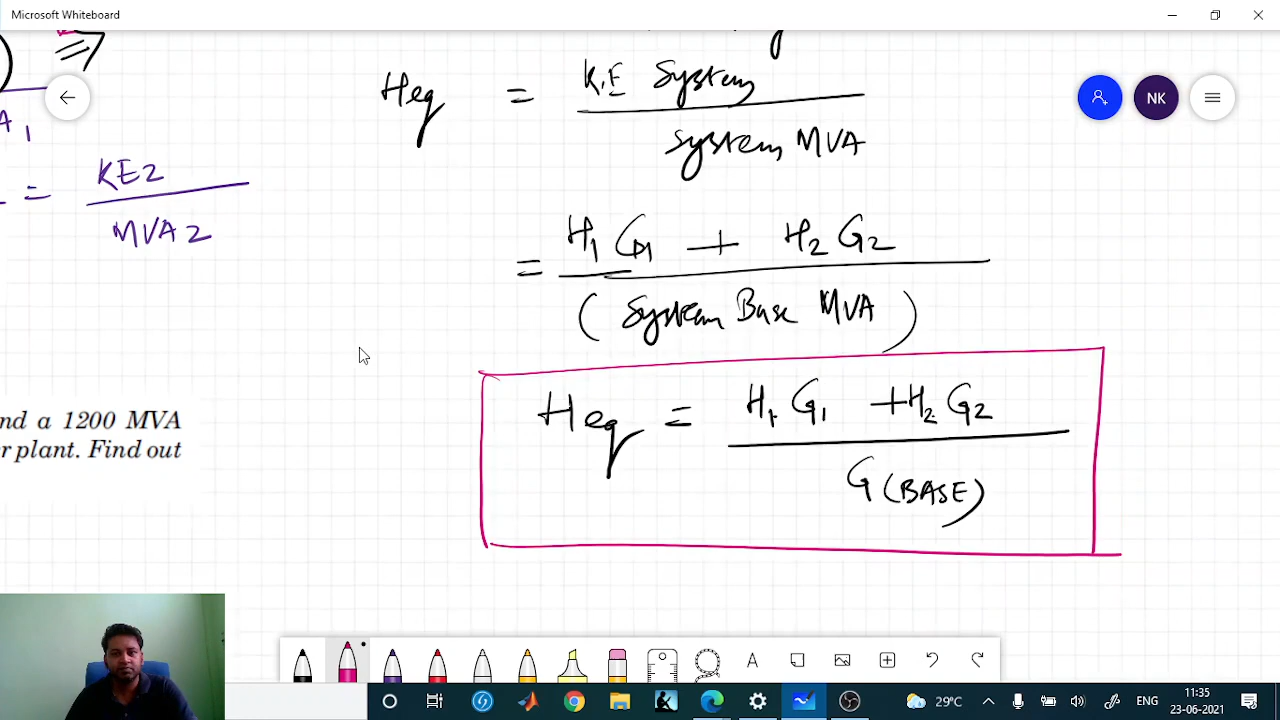 Microsoft Whiteboard
Heq = K.E System
system MVA
= H1 G1 + H2 G2
(System Base MVA)
Heq = H1 G1 + H2 G2
G (BASE)
A1
= KE2
MVA2
nd a 1200 MVA
r plant. Find out
NK
A
29°C
ENG
11:35
23-06-2021